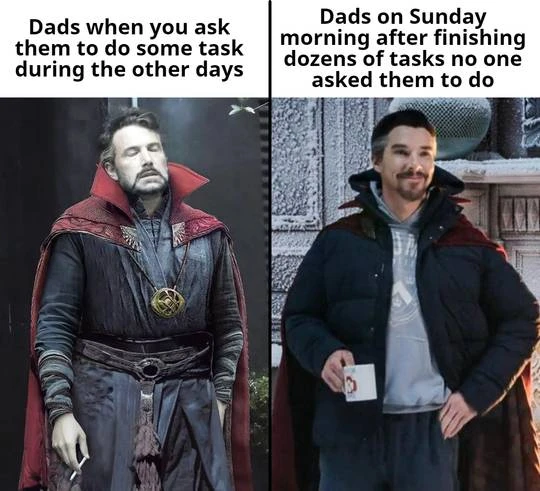 Dads when you ask
them to do some task
during the other days
Dads on Sunday
morning after finishing
dozens of tasks no one
asked them to do